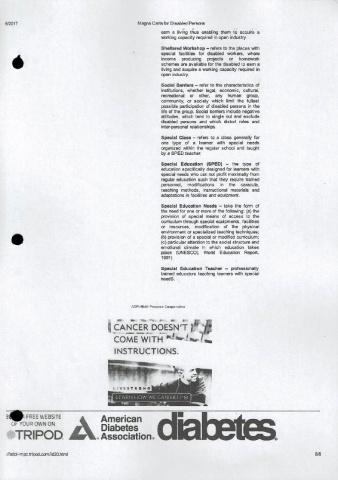 6/2017
Magna Carta for Disabled Persons
earn a living thus enabling them to acquire a
working capacity required in open industry
Sheltered Workshop – refers to the places with
special facilities for disabled workers, where
income producing projects or homework
schemes are available for the disabled to earn a
living and acquire a working capacity required in
open industry.
Social Barriers – refer to the characteristics of
institutions, whether legal, economic, cultural,
recreational or other, any human group,
community, or society which limit the fullest
possible participation of disabled persons in the
life of the group. Social barriers include negative
attitudes, which tend to single out and exclude
disabled persons and which distort roles and
inter-personal relationships.
Special Class – refers to a class generally for
one type of a learner with special needs
organized within the regular school and taught
by a SPED teacher.
Special Education (SPED) – the type of
education specifically designed for learners with
special needs who can not profit maximally from
regular education such that they require trained
personnel, modifications in the
teaching methods, instructional materials and
adaptations in facilities and equipment.
Special Education Needs – take the form of
the need for one or more of the following: (a) the
provision of special means of access to the
curriculum through special equipments, facilities
or resources, modification of the physical
environment or specialized teaching techniques;
(b) provision of a special or modified curriculum;
(c) particular attention to the social structure and
emotional climate in which education takes
place (UNESCO, World Education Report,
1991)
Special Education Teacher – professionally
trained educators teaching learners with special
needs.
CANCER DOESN'T
COME WITH
INSTRUCTIONS.
LIVESTRONG
LEARN HOW WE CAN HELP
A FREE WEBSITE
OF YOUR OWN ON
TRIPOD
American
Diabetes
Association.
diabetes.
8/8